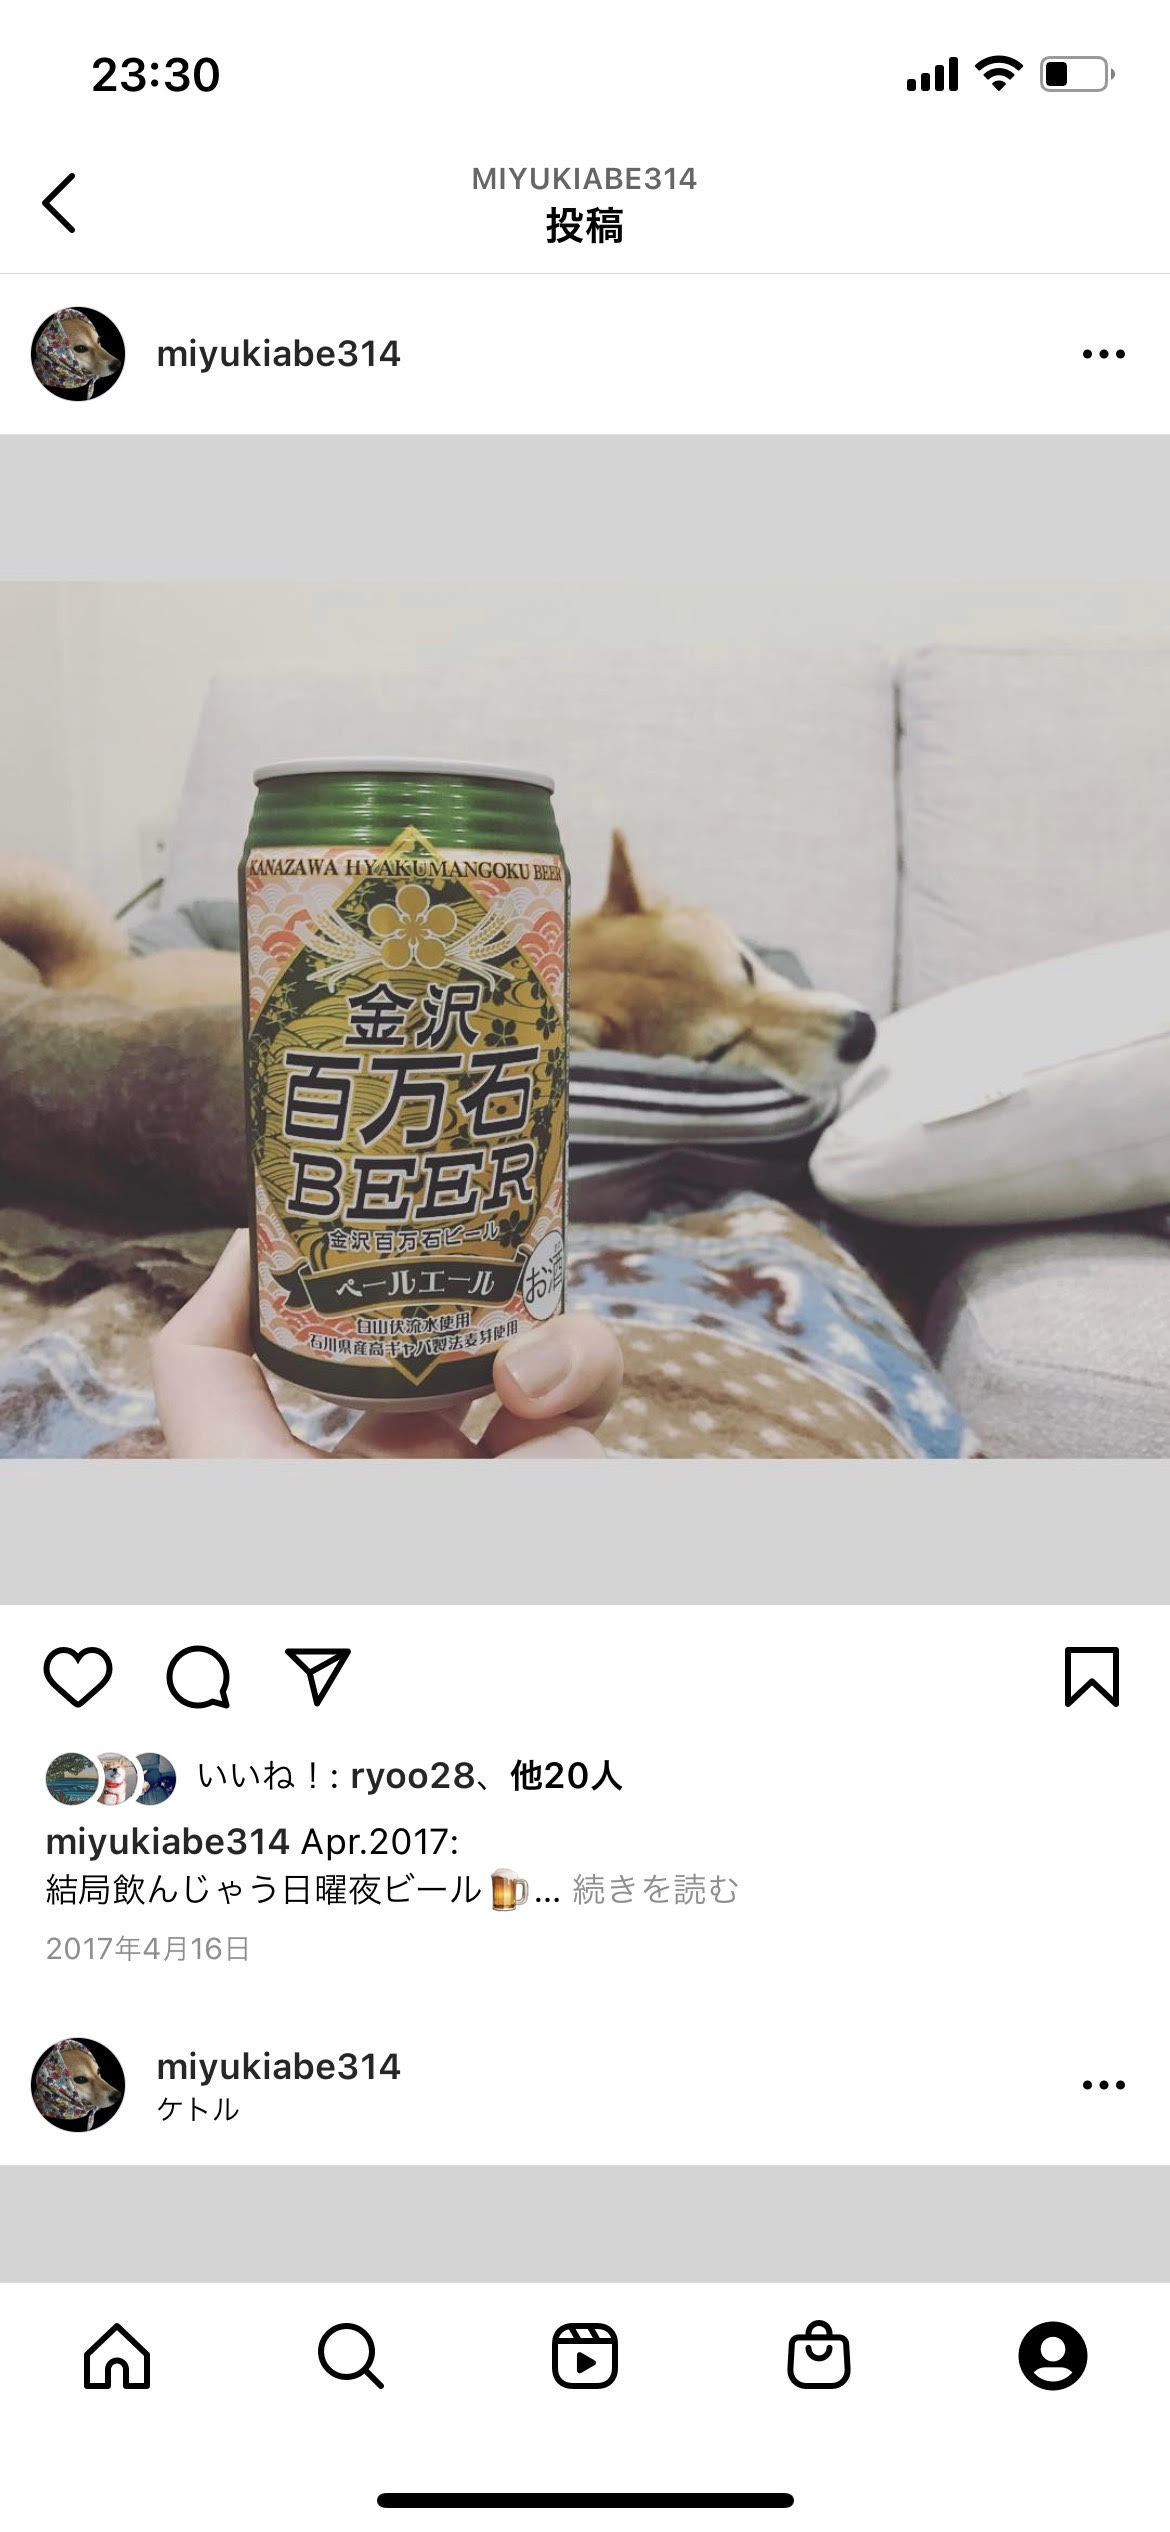 23:30
MIYUKIABE314
投稿
miyukiabe314
KANAZAWA HYAKUMANGOKU BEER
金沢
百万石
BEER
金沢百万石ビール
ペールエール
お酒
白山伏流水使用
石川県産高ギャバ製法麦芽使用
いいね！: ryoo28、他20人
miyukiabe314 Apr.2017:
結局飲んじゃう日曜夜ビール🍺... 続きを読む
2017年4月16日
miyukiabe314
ケトル